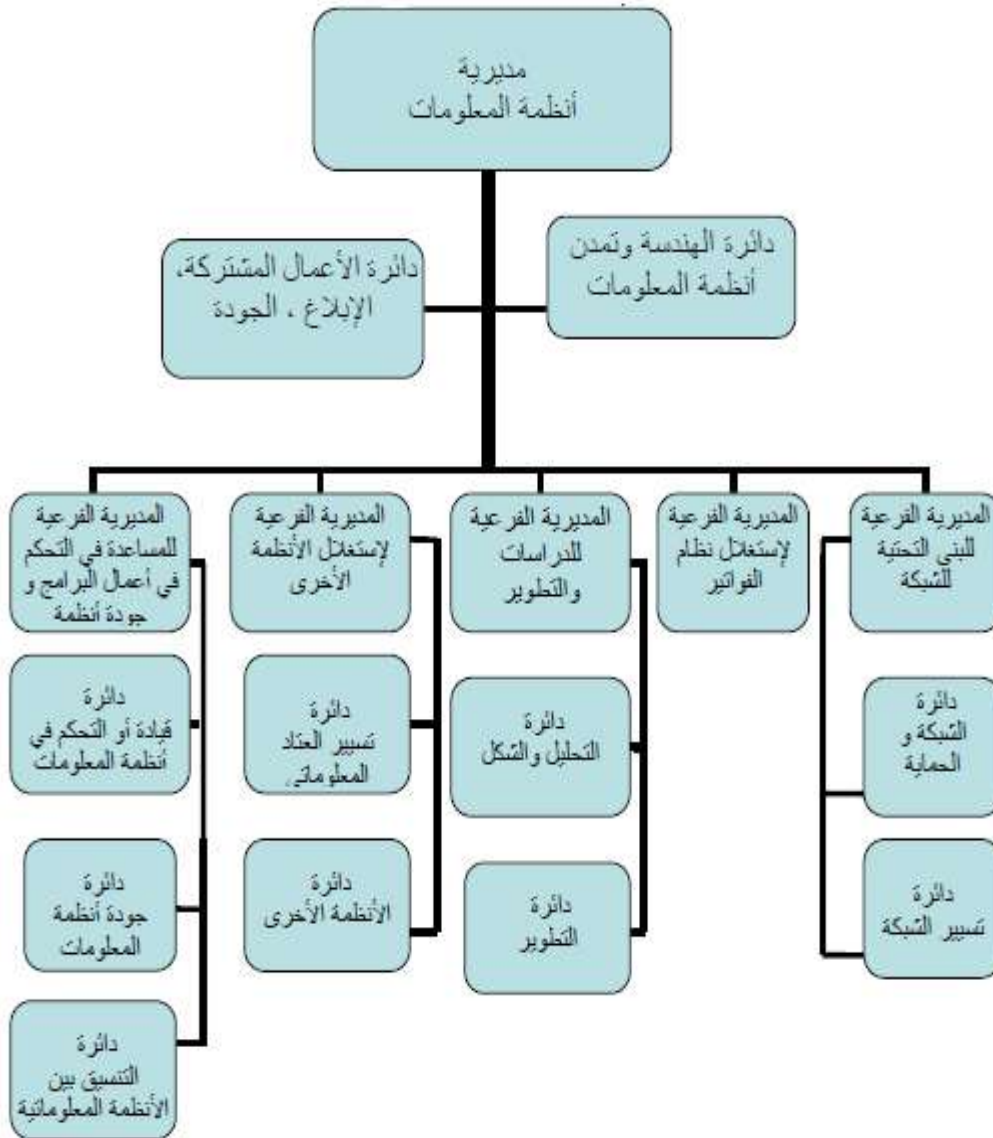 مديرية
أنظمة المعلومات
دائرة الهندسة وتمدن
أنظمة المعلومات
دائرة الأعمال المشتركة،
الإبلاغ ، الجودة
المديرية الفرعية
للبنى التحتية
للشبكة
المديرية الفرعية
لإستغلال نظام
الفواتير
المديرية الفرعية
للدراسات
والتطوير
المديرية الفرعية
لإستغلال الأنظمة
الأخرى
المديرية الفرعية
للمساعدة في التحكم
في أعمال البرامج و
جودة أنظمة
دائرة
الشبكة و
الحماية
دائرة
التحليل والشكل
دائرة
تسيير العتاد
المعلوماتي
دائرة
قيادة أو التحكم في
أنظمة المعلومات
دائرة
تسيير الشبكة
دائرة
التطوير
دائرة
الأنظمة الأخرى
دائرة
جودة أنظمة
المعلومات
دائرة
التنسيق بين
الأنظمة المعلوماتية